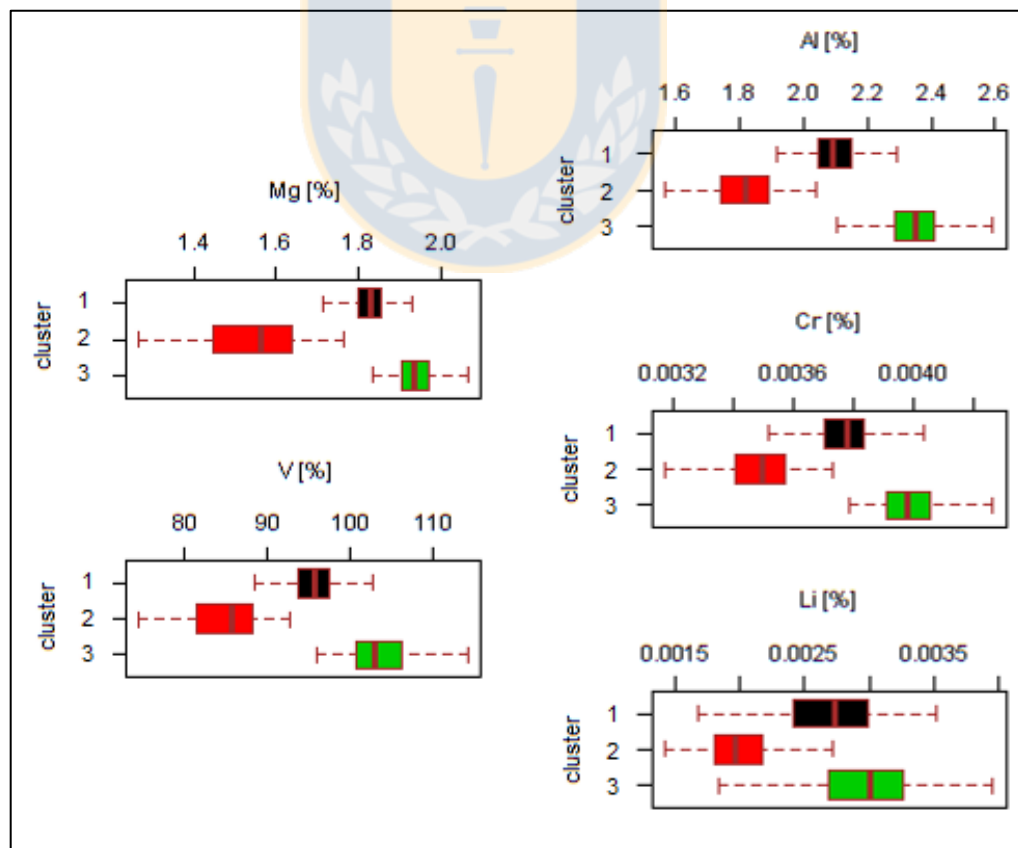 Mg [%]
1.4 1.6 1.8 2.0
cluster
1
2
3
V [%]
80 90 100 110
cluster
1
2
3
Al [%]
1.6 1.8 2.0 2.2 2.4 2.6
cluster
1
2
3
Cr [%]
0.0032 0.0036 0.0040
cluster
1
2
3
Li [%]
0.0015 0.0025 0.0035
cluster
1
2
3